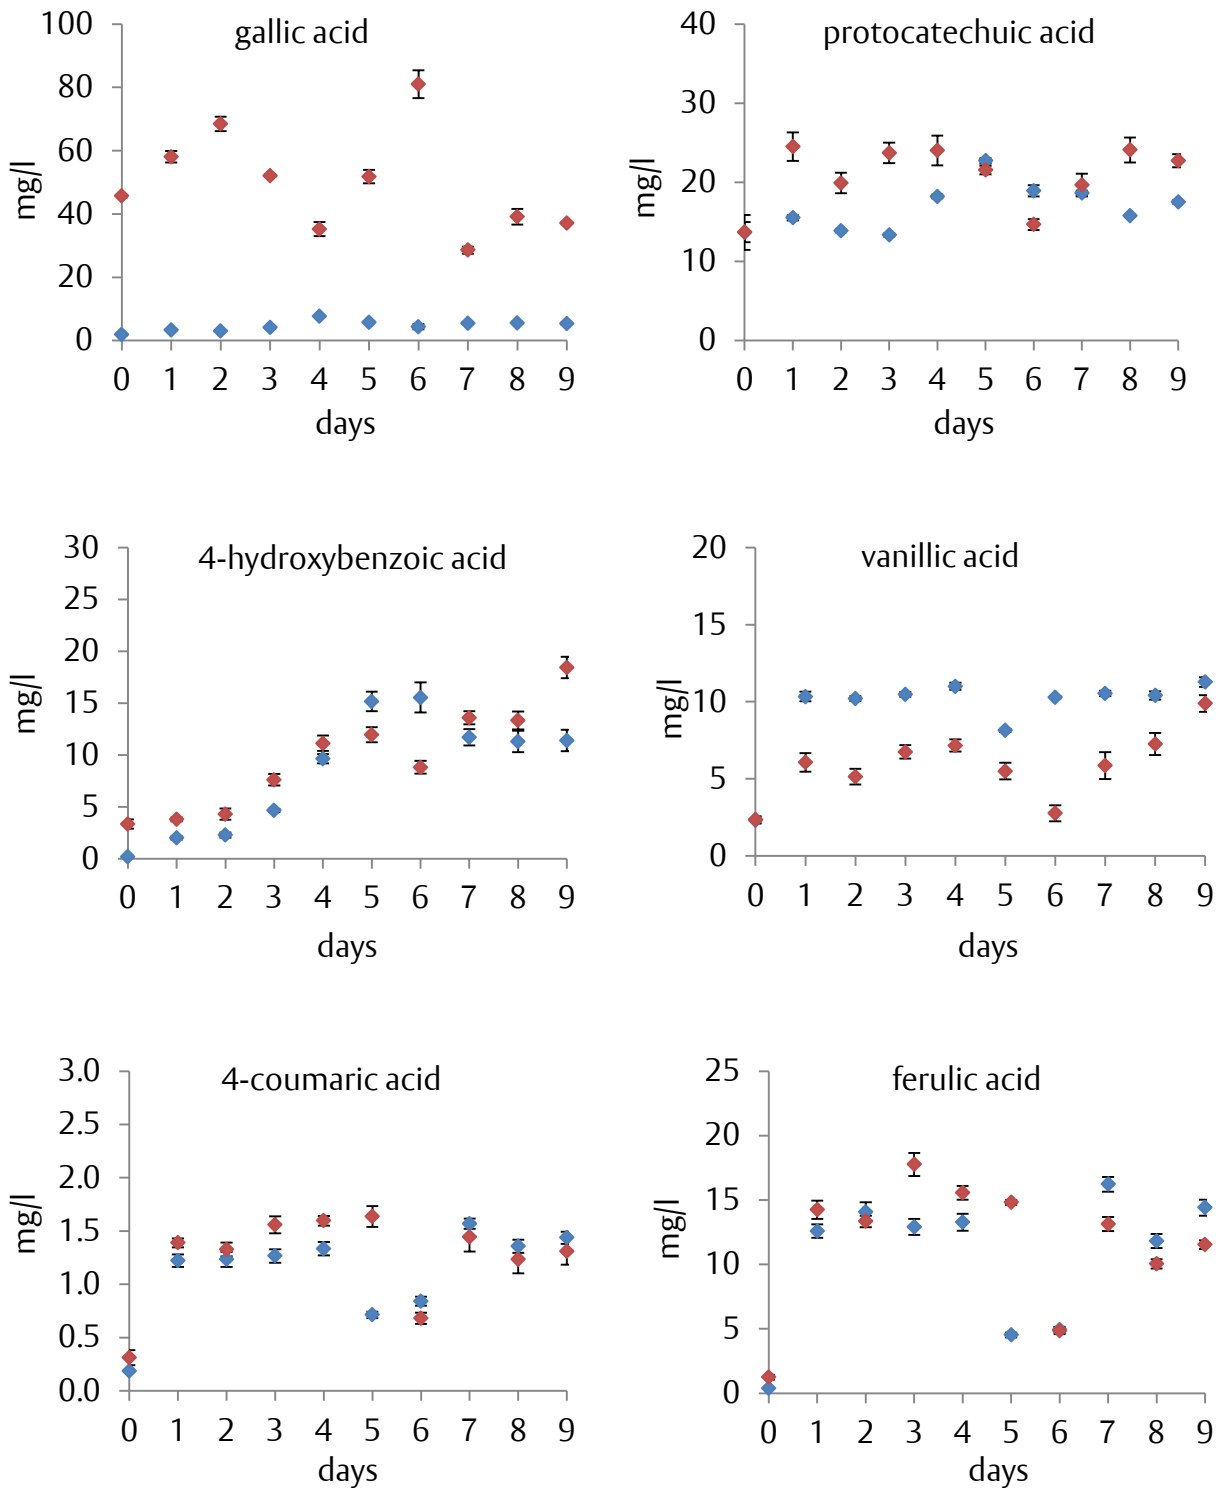 gallic acid
mg/l
100
80
60
40
20
0
0 1 2 3 4 5 6 7 8 9
days
protocatechuic acid
mg/l
40
30
20
10
0
0 1 2 3 4 5 6 7 8 9
days
4-hydroxybenzoic acid
mg/l
30
25
20
15
10
5
0
0 1 2 3 4 5 6 7 8 9
days
vanillic acid
mg/l
20
15
10
5
0
0 1 2 3 4 5 6 7 8 9
days
4-coumaric acid
mg/l
3.0
2.5
2.0
1.5
1.0
0.5
0.0
0 1 2 3 4 5 6 7 8 9
days
ferulic acid
mg/l
25
20
15
10
5
0
0 1 2 3 4 5 6 7 8 9
days